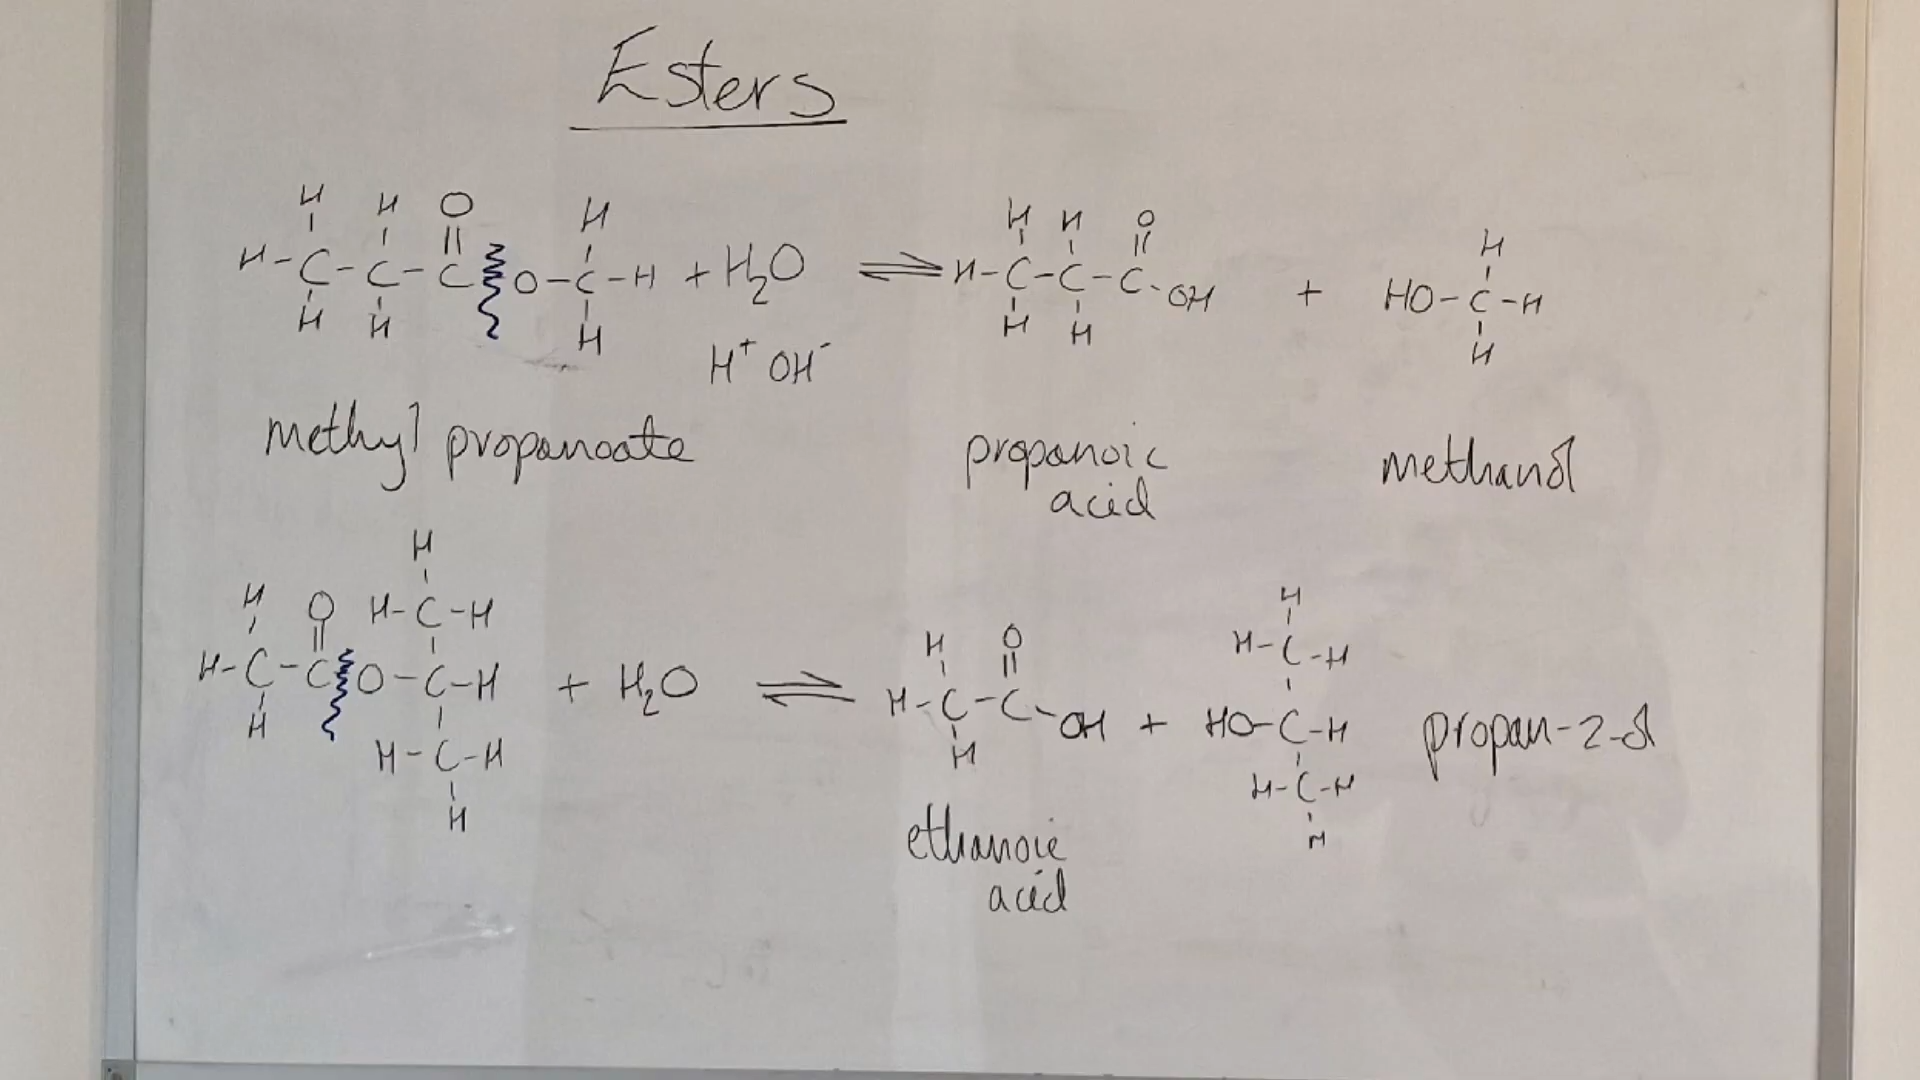 Esters
H H O H H H O H
H-C-C-C O-C-H + H₂O ⇌ H-C-C-C-OH + HO-C-H
H H H H H H
H⁺ OH⁻
methyl propanoate propanoic acid methanol
H H
H O H-C-H H O H-C-H
H-C-C O-C-H + H₂O ⇌ H-C-C-OH + HO-C-H propan-2-ol
H H-C-H H H-C-H
H H
ethanoic acid